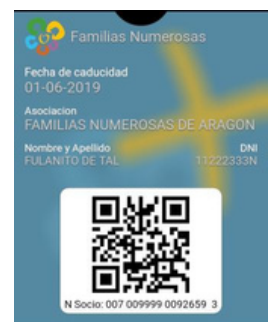 Familias Numerosas
Fecha de caducidad
01-06-2019
Asociacion
FAMILIAS NUMEROSAS DE ARAGON
Nombre y Apellido DNI
FULANITO DE TAL 11222333N
N Socio: 007 009999 0092659 3